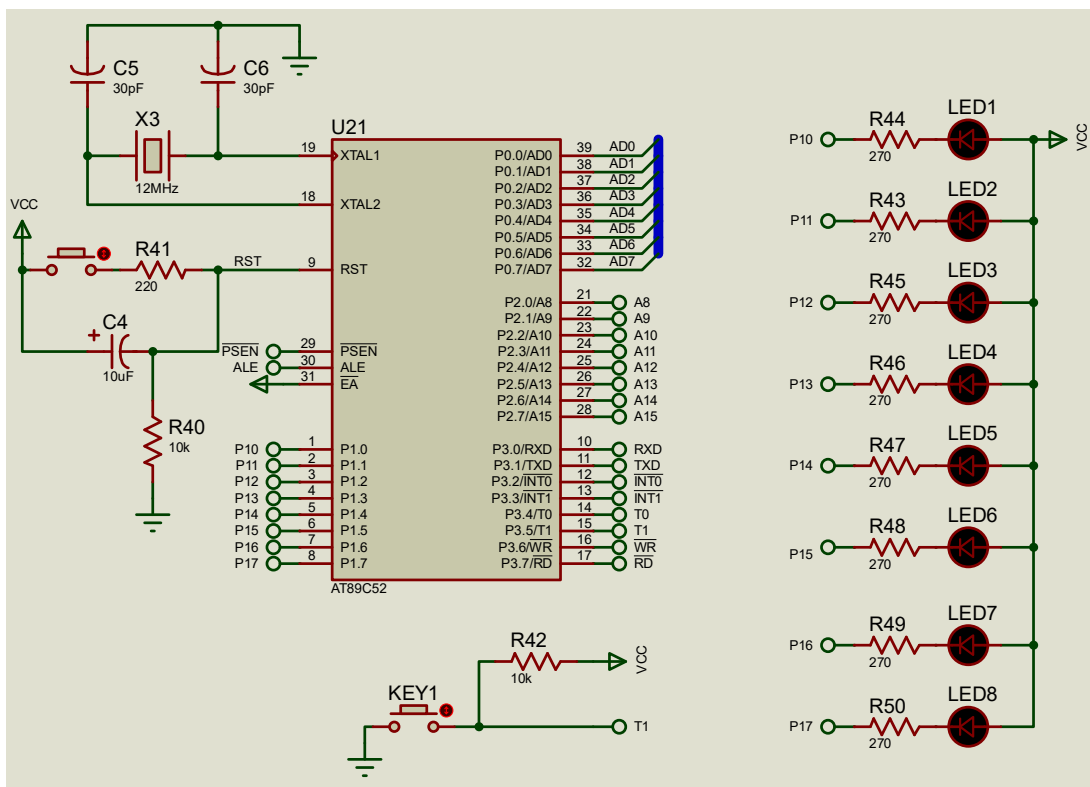 C5
30pF
C6
30pF
X3
12MHz
VCC
R41
220
RST
C4
10uF
R40
10k
U21
19
XTAL1
18
XTAL2
9
RST
PSEN
29
PSEN
ALE
30
ALE
31
EA
P10
1
P1.0
P11
2
P1.1
P12
3
P1.2
P13
4
P1.3
P14
5
P1.4
P15
6
P1.5
P16
7
P1.6
P17
8
P1.7
P0.0/AD0
39
AD0
P0.1/AD1
38
AD1
P0.2/AD2
37
AD2
P0.3/AD3
36
AD3
P0.4/AD4
35
AD4
P0.5/AD5
34
AD5
P0.6/AD6
33
AD6
P0.7/AD7
32
AD7
P2.0/A8
21
A8
P2.1/A9
22
A9
P2.2/A10
23
A10
P2.3/A11
24
A11
P2.4/A12
25
A12
P2.5/A13
26
A13
P2.6/A14
27
A14
P2.7/A15
28
A15
P3.0/RXD
10
RXD
P3.1/TXD
11
TXD
P3.2/INT0
12
INT0
P3.3/INT1
13
INT1
P3.4/T0
14
T0
P3.5/T1
15
T1
P3.6/WR
16
WR
P3.7/RD
17
RD
AT89C52
R42
10k
VCC
KEY1
T1
P10
R44
270
LED1
VCC
P11
R43
270
LED2
P12
R45
270
LED3
P13
R46
270
LED4
P14
R47
270
LED5
P15
R48
270
LED6
P16
R49
270
LED7
P17
R50
270
LED8